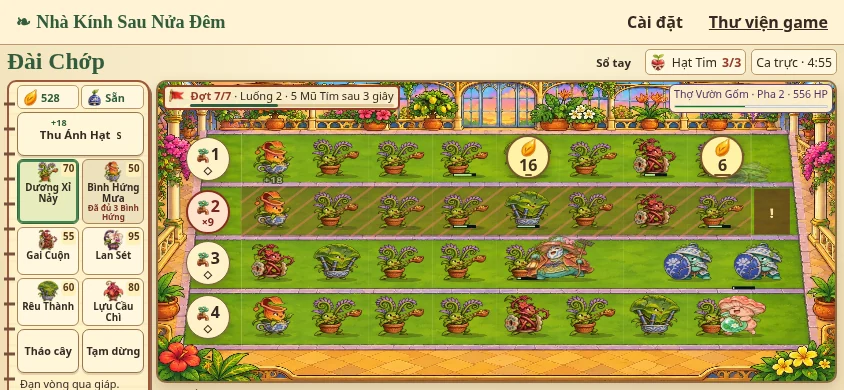 ❧ Nhà Kính Sau Nửa Đêm
Cài đặt
Thư viện game
Đài Chớp
Sổ tay
Hạt Tim 3/3
Ca trực · 4:55
528
Sẵn
+18
Thu Ánh Hạt S
70
Dương Xỉ Nảy
50
Bình Hứng Mưa
Đã đủ 3 Bình Hứng
55
Gai Cuộn
95
Lan Sét
60
Rêu Thành
80
Lựu Cầu Chì
Tháo cây
Tạm dừng
Đạn vòng qua giáp.
Đợt 7/7 · Luống 2 · 5 Mũ Tím sau 3 giây
Thợ Vườn Gốm · Pha 2 · 556 HP
1
16
6
+18
2
×9
!
3
4